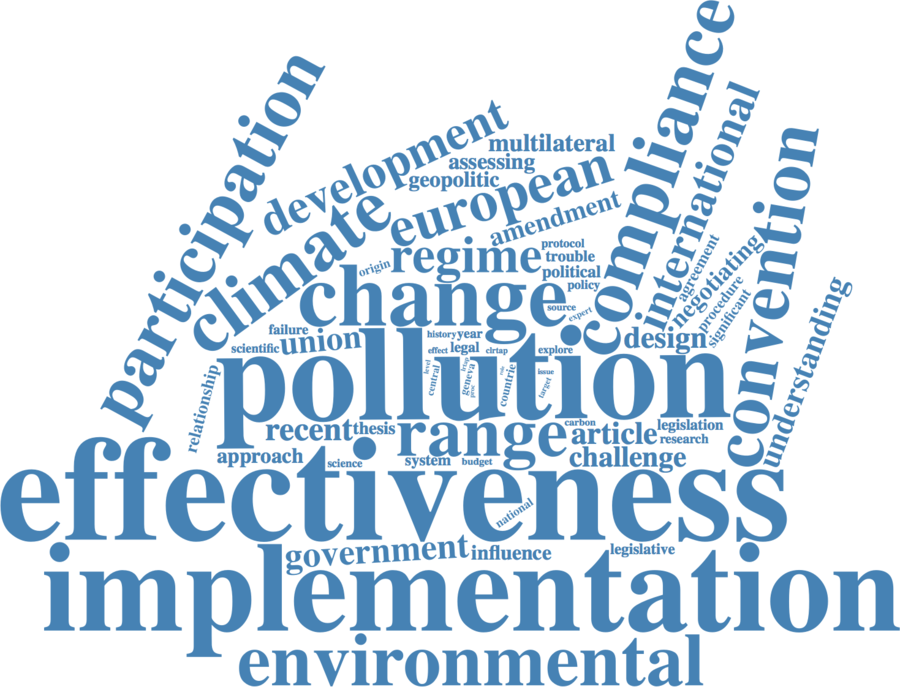 compliance
participation
international
development
multilateral
convention
assessing
european
geopolitic
climate
amendment
regime
protocol
trouble
agreement
negotiating
origin
political
change
policy
procedure
significant
source
expert
understanding
failure
history
year
union
design
scientific
effect
legal
clrtap
explore
pollution
level
central
lrtap
geneva
proc
role
countrie
issue
target
relationship
recent
thesis
range
carbon
article
legislation
research
approach
science
system
budget
challenge
effectiveness
national
government
influence
legislative
implementation
environmental